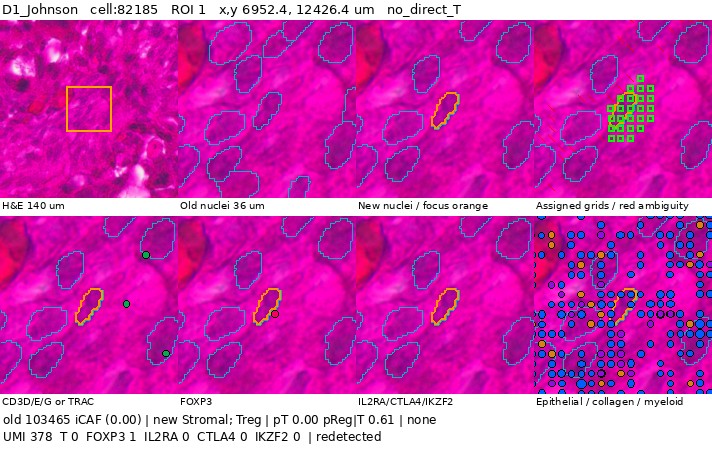 D1_Johnson   cell:82185   ROI 1   x,y 6952.4, 12426.4 um   no_direct_T
H&E 140 um
Old nuclei 36 um
New nuclei / focus orange
Assigned grids / red ambiguity
CD3D/E/G or TRAC
FOXP3
IL2RA/CTLA4/IKZF2
Epithelial / collagen / myeloid
old 103465 iCAF (0.00) | new Stromal; Treg | pT 0.00 pReg|T 0.61 | none
UMI 378  T 0  FOXP3 1  IL2RA 0  CTLA4 0  IKZF2 0  | redetected